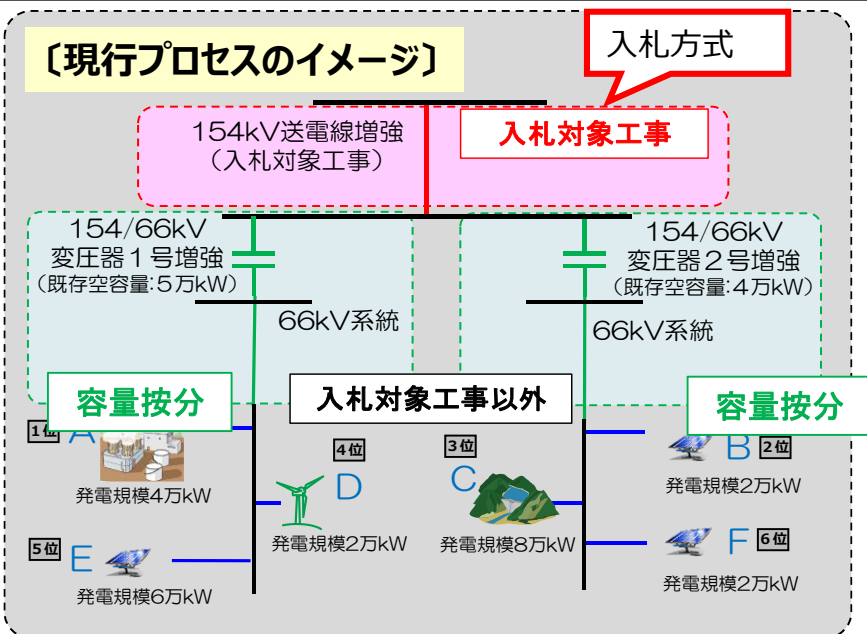 〔現行プロセスのイメージ〕
入札方式
154kV送電線増強
（入札対象工事）
入札対象工事
154/66kV
変圧器１号増強
（既存空容量:５万kW）
66kV系統
154/66kV
変圧器２号増強
（既存空容量:４万kW）
66kV系統
容量按分
入札対象工事以外
容量按分
1位
A
発電規模4万kW
4位
D
発電規模2万kW
3位
C
発電規模8万kW
B
2位
発電規模2万kW
5位
E
発電規模6万kW
F
6位
発電規模2万kW